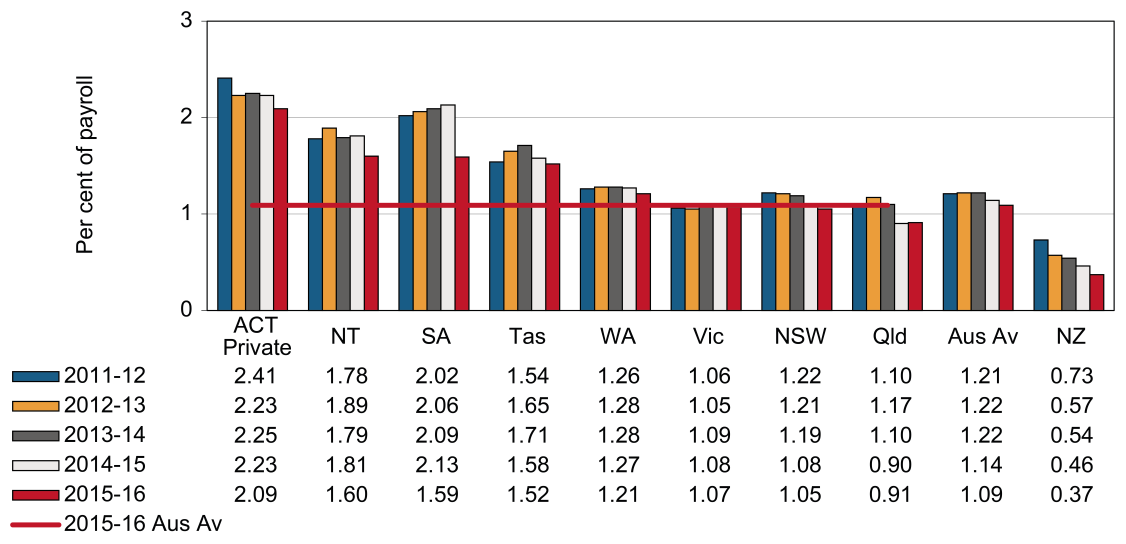 3
2
1
0
Per cent of payroll
ACT Private NT SA Tas WA Vic NSW Qld Aus Av NZ
2011-12 2.41 1.78 2.02 1.54 1.26 1.06 1.22 1.10 1.21 0.73
2012-13 2.23 1.89 2.06 1.65 1.28 1.05 1.21 1.17 1.22 0.57
2013-14 2.25 1.79 2.09 1.71 1.28 1.09 1.19 1.10 1.22 0.54
2014-15 2.23 1.81 2.13 1.58 1.27 1.08 1.08 0.90 1.14 0.46
2015-16 2.09 1.60 1.59 1.52 1.21 1.07 1.05 0.91 1.09 0.37
2015-16 Aus Av